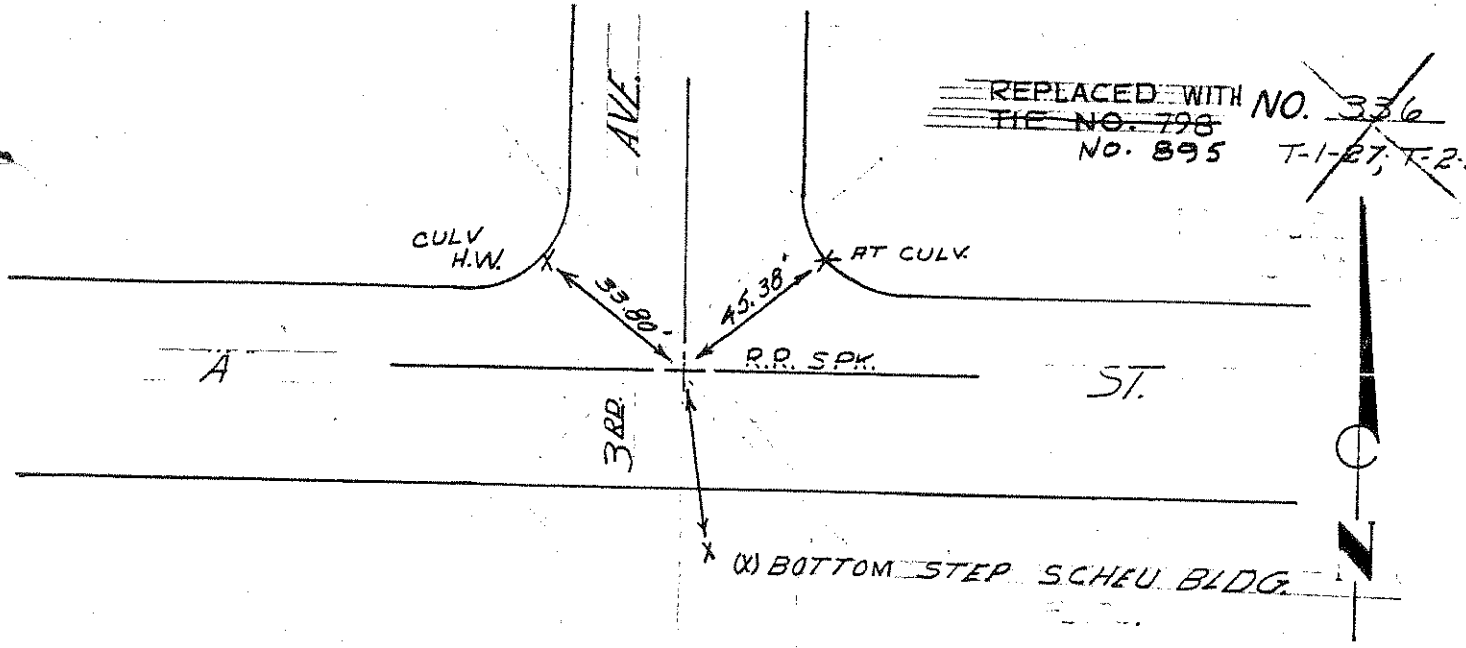 AVE.
REPLACED WITH NO. 336
TIE NO. 798
NO. 895 T-1-27; T-2-
CULV
H.W.
AT CULV.
33.80'
45.38'
A
R.R. SPK.
ST.
3RD.
(X) BOTTOM STEP SCHEU BLDG.
N